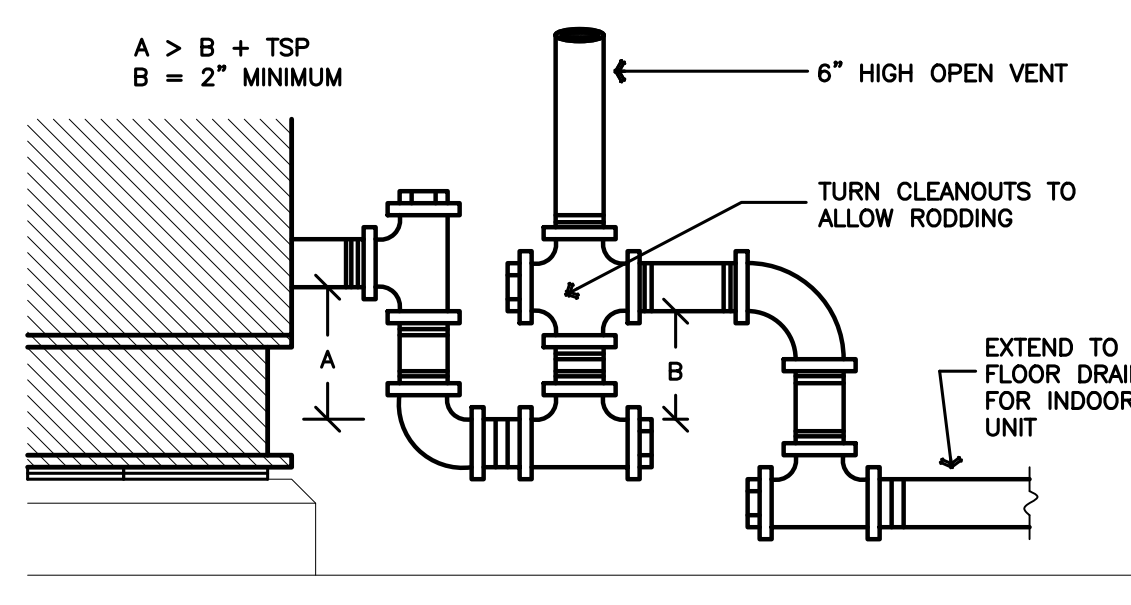 A > B + TSP
B = 2" MINIMUM
6" HIGH OPEN VENT
TURN CLEANOUTS TO
ALLOW RODDING
A
B
EXTEND TO
FLOOR DRAI
FOR INDOOR
UNIT